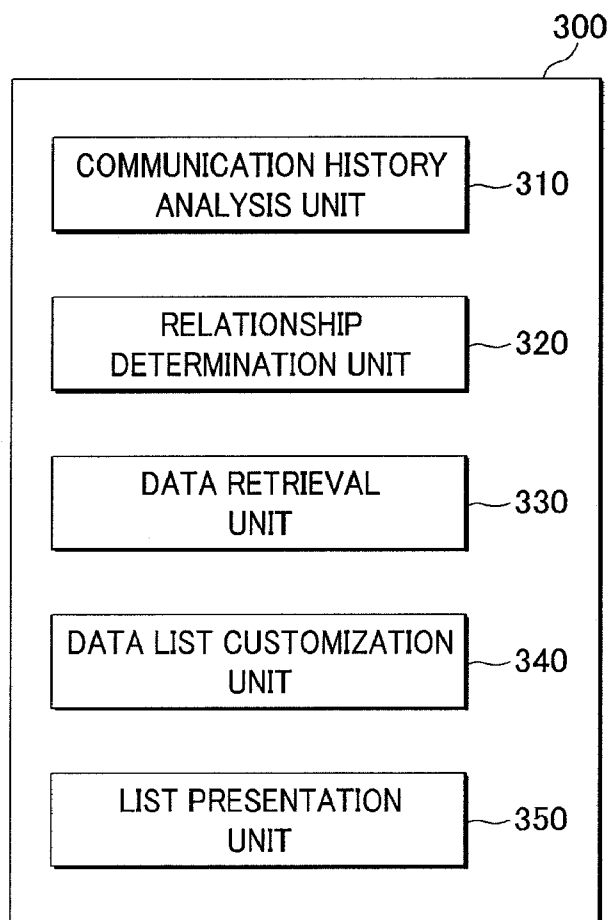 300
COMMUNICATION HISTORY
ANALYSIS UNIT
310
RELATIONSHIP
DETERMINATION UNIT
320
DATA RETRIEVAL
UNIT
330
DATA LIST CUSTOMIZATION
UNIT
340
LIST PRESENTATION
UNIT
350